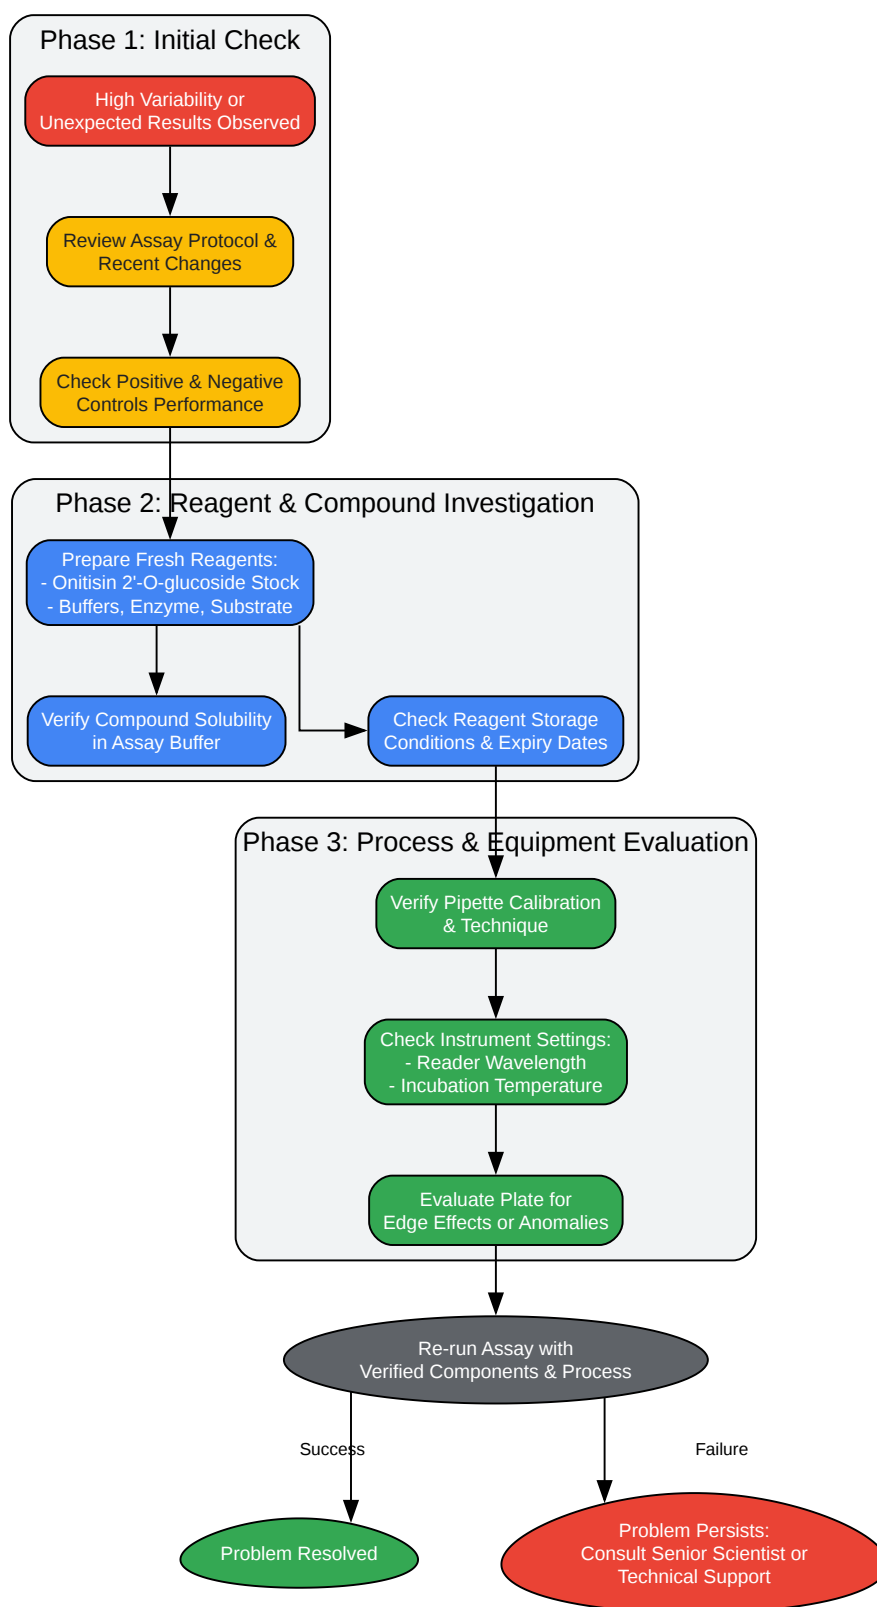 Phase 1: Initial Check
High Variability or
Unexpected Results Observed
Review Assay Protocol &
Recent Changes
Check Positive & Negative
Controls Performance
Phase 2: Reagent & Compound Investigation
Prepare Fresh Reagents:
- Onitisin 2'-O-glucoside Stock
- Buffers, Enzyme, Substrate
Verify Compound Solubility
in Assay Buffer
Check Reagent Storage
Conditions & Expiry Dates
Phase 3: Process & Equipment Evaluation
Verify Pipette Calibration
& Technique
Check Instrument Settings:
- Reader Wavelength
- Incubation Temperature
Evaluate Plate for
Edge Effects or Anomalies
Re-run Assay with
Verified Components & Process
Success
Failure
Problem Resolved
Problem Persists:
Consult Senior Scientist or
Technical Support